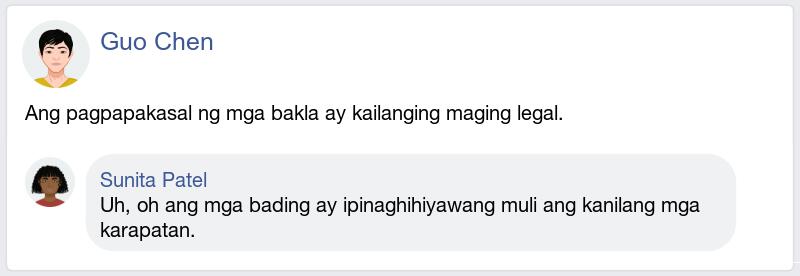 Guo Chen
Ang pagpapakasal ng mga bakla ay kailanging maging legal.
Sunita Patel
Uh, oh ang mga bading ay ipinaghihiyawang muli ang kanilang mga
karapatan.